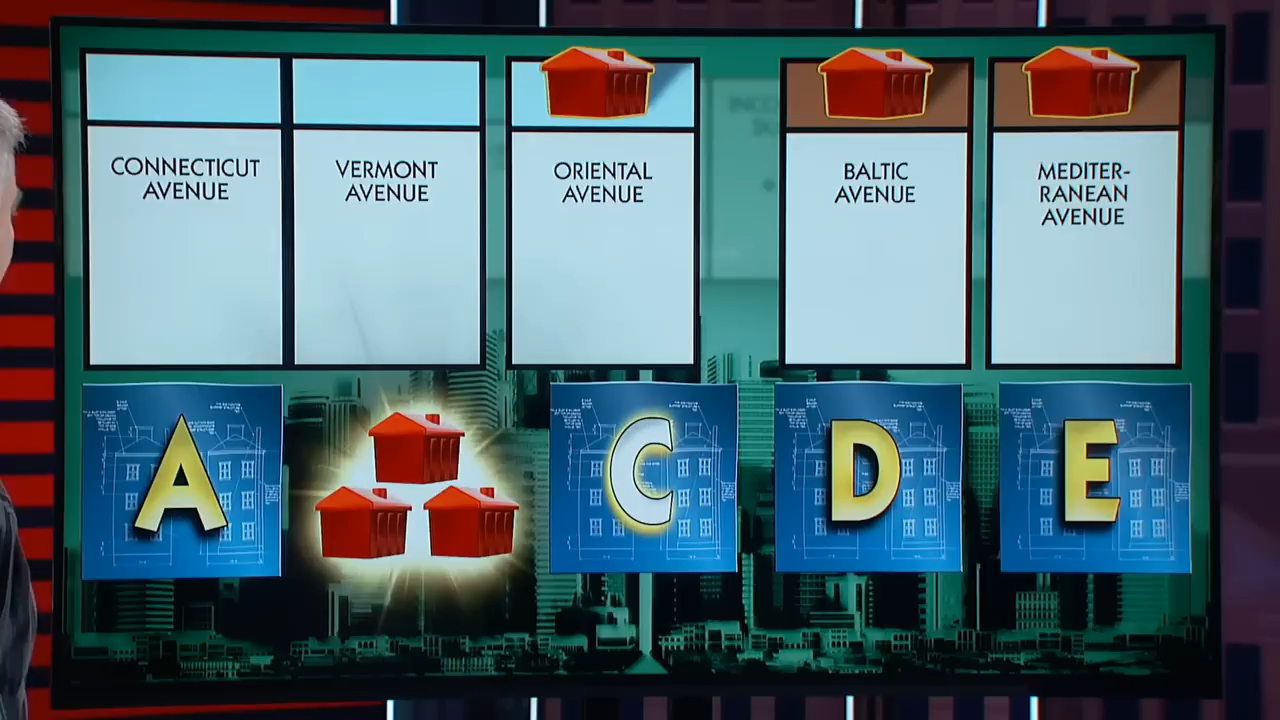 CONNECTICUT
AVENUE
VERMONT
AVENUE
ORIENTAL
AVENUE
BALTIC
AVENUE
MEDITER-
RANEAN
AVENUE
A
C
D
E